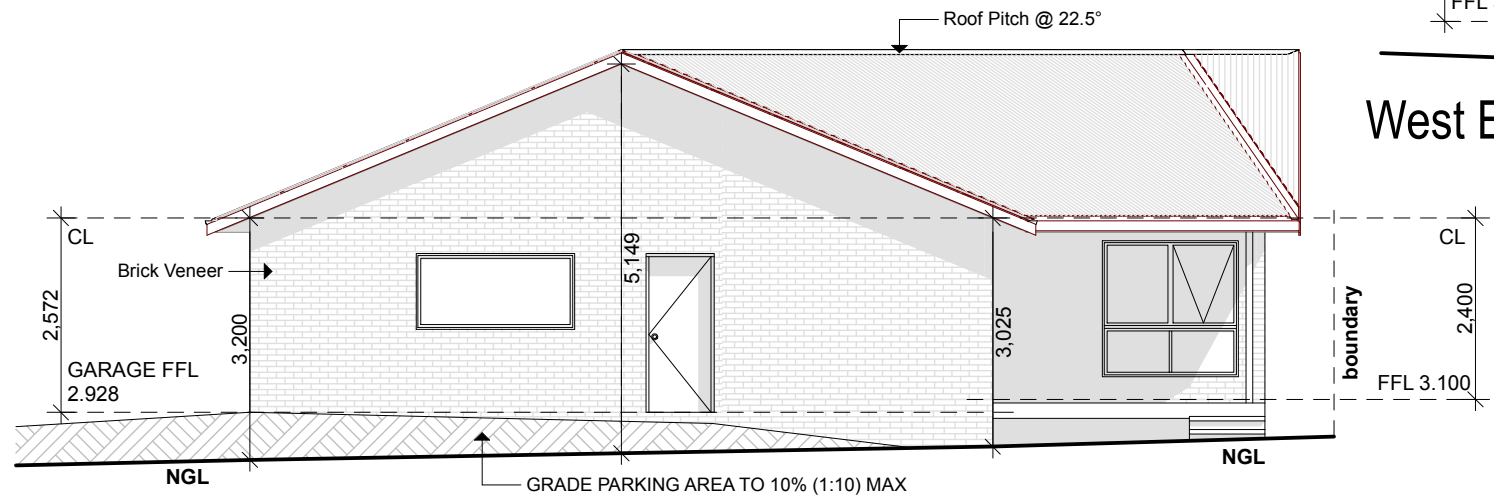 Roof Pitch @ 22.5°
FFL
West E
CL
CL
Brick Veneer
2,572
3,200
5,149
3,025
boundary
2,400
GARAGE FFL
2.928
FFL 3.100
NGL
NGL
GRADE PARKING AREA TO 10% (1:10) MAX